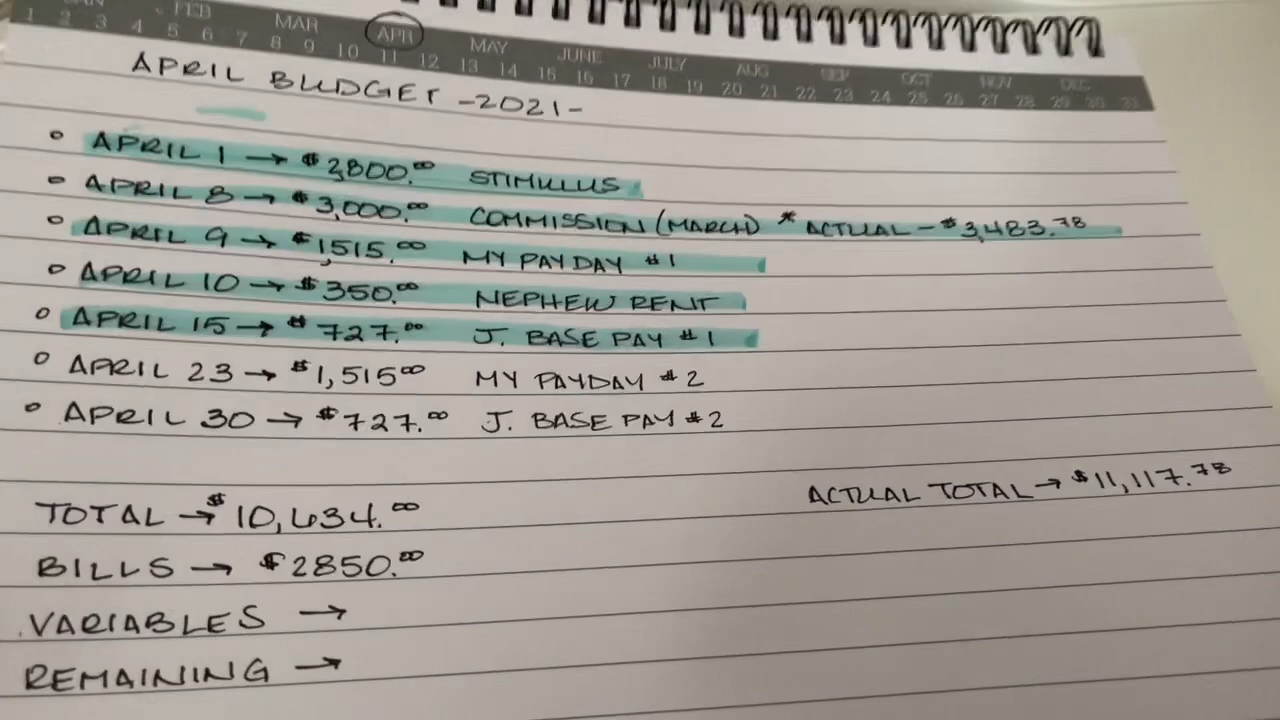 JAN FEB MAR APR MAY JUNE JULY AUG SEP OCT NOV DEC
1 2 3 4 5 6 7 8 9 10 11 12 13 14 15 16 17 18 19 20 21 22 23 24 25 26 27 28 29 30 31
APRIL BUDGET -2021-
APRIL 1 → $2,800.00 STIMULUS
APRIL 8 → $3,000.00 COMMISSION (MARCH) * ACTUAL - $3,483.78
APRIL 9 → $1,515.00 MY PAYDAY #1
APRIL 10 → $350.00 NEPHEW RENT
APRIL 15 → $727.00 J. BASE PAY #1
APRIL 23 → $1,515.00 MY PAYDAY #2
APRIL 30 → $727.00 J. BASE PAY #2
ACTUAL TOTAL → $11,117.78
TOTAL → $10,634.00
BILLS → $2850.00
VARIABLES →
REMAINING →